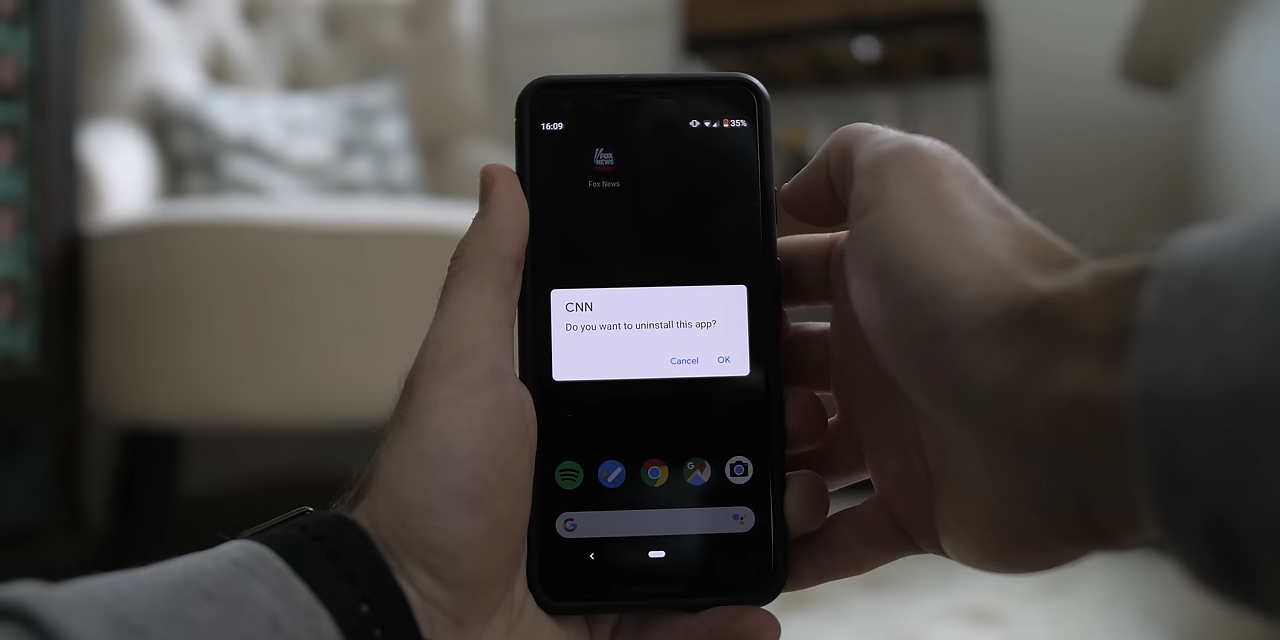 16:09 35%
FOX
NEWS
Fox News
CNN
Do you want to uninstall this app?
Cancel OK
G
G